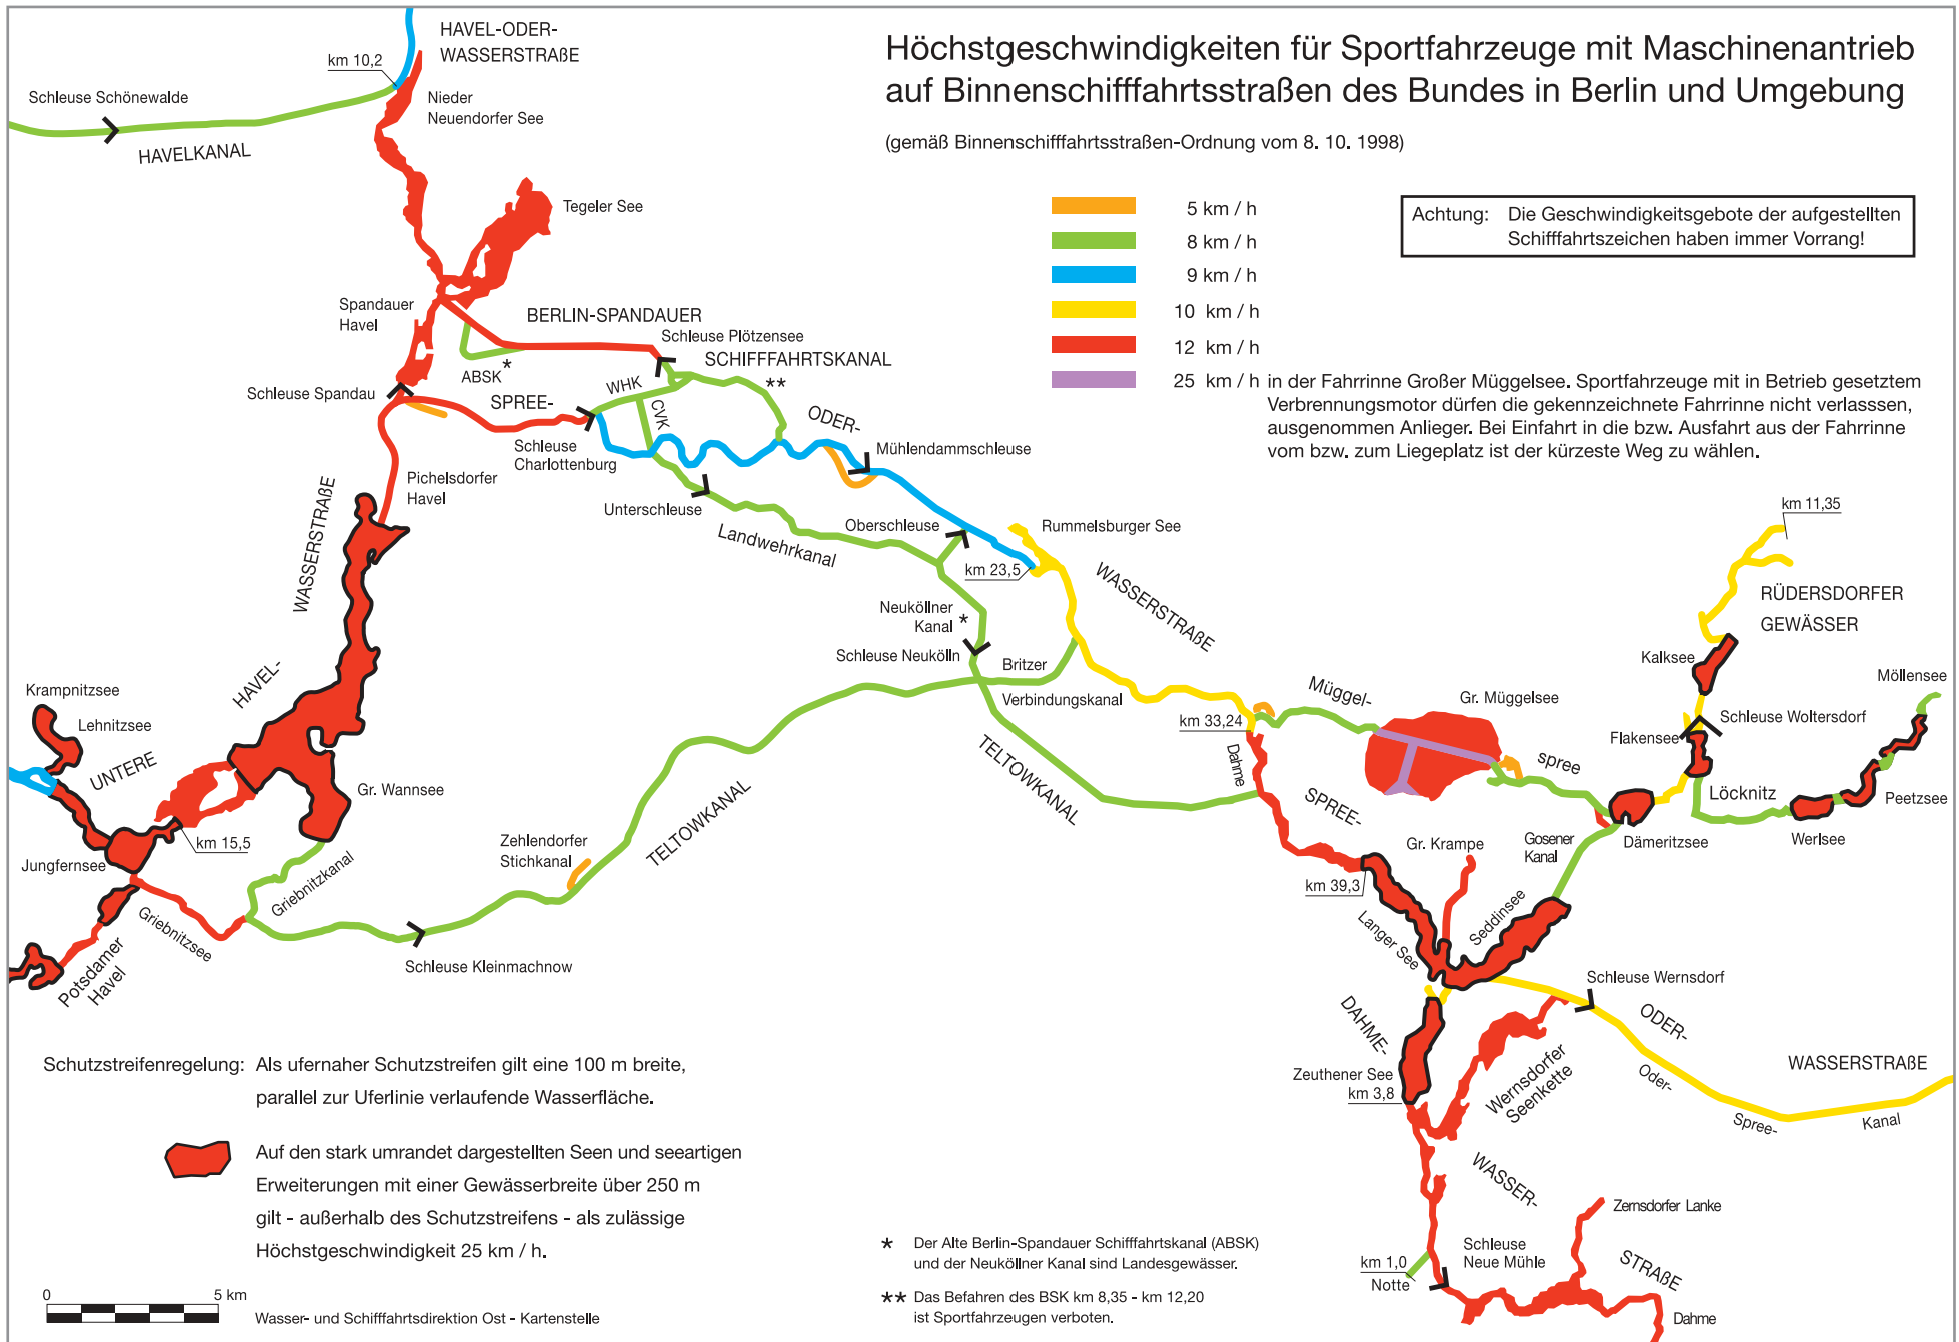 Höchstgeschwindigkeiten für Sportfahrzeuge mit Maschinenantrieb
auf Binnenschifffahrtsstraßen des Bundes in Berlin und Umgebung
(gemäß Binnenschifffahrtsstraßen-Ordnung vom 8. 10. 1998)
5 km / h
8 km / h
9 km / h
10 km / h
12 km / h
25 km / h in der Fahrrinne Großer Müggelsee. Sportfahrzeuge mit in Betrieb gesetztem
Verbrennungsmotor dürfen die gekennzeichnete Fahrrinne nicht verlasssen,
ausgenommen Anlieger. Bei Einfahrt in die bzw. Ausfahrt aus der Fahrrinne
vom bzw. zum Liegeplatz ist der kürzeste Weg zu wählen.
Achtung: Die Geschwindigkeitsgebote der aufgestellten
Schifffahrtszeichen haben immer Vorrang!
HAVEL-ODER-
WASSERSTRAßE
km 10,2
Schleuse Schönewalde
Nieder
Neuendorfer See
HAVELKANAL
Tegeler See
Spandauer
Havel
BERLIN-SPANDAUER
Schleuse Plötzensee
SCHIFFFAHRTSKANAL
**
ABSK *
WHK
CVK
Schleuse Spandau
SPREE-
ODER-
Schleuse
Charlottenburg
Mühlendammschleuse
Pichelsdorfer
Havel
Unterschleuse
Landwehrkanal
Oberschleuse
Rummelsburger See
km 23,5
WASSERSTRAßE
km 11,35
RÜDERSDORFER
GEWÄSSER
WASSERSTRAßE
Neuköllner
Kanal *
Schleuse Neukölln
Britzer
Verbindungskanal
Kalksee
Möllensee
Krampnitzsee
Lehnitzsee
HAVEL-
UNTERE
Müggel-
Gr. Müggelsee
km 33,24
Schleuse Woltersdorf
Flakensee
spree
Dahme
TELTOWKANAL
Gr. Wannsee
Löcknitz
Peetzsee
SPREE-
km 15,5
Jungfernsee
Zehlendorfer
Stichkanal
TELTOWKANAL
Gosener
Kanal
Dämeritzsee
Werlsee
Gr. Krampe
km 39,3
Griebnitzkanal
Griebnitzsee
Langer See
Seddinsee
Potsdamer
Havel
Schleuse Kleinmachnow
Schleuse Wernsdorf
DAHME-
ODER-
WASSERSTRAßE
Zeuthener See
km 3,8
Wernsdorfer
Seenkette
Oder-
Spree-
Kanal
WASSER-
Zernsdorfer Lanke
Schleuse
Neue Mühle
km 1,0
Notte
STRAßE
Dahme
Schutzstreifenregelung: Als ufernaher Schutzstreifen gilt eine 100 m breite,
parallel zur Uferlinie verlaufende Wasserfläche.
Auf den stark umrandet dargestellten Seen und seeartigen
Erweiterungen mit einer Gewässerbreite über 250 m
gilt - außerhalb des Schutzstreifens - als zulässige
Höchstgeschwindigkeit 25 km / h.
0 5 km
Wasser- und Schifffahrtsdirektion Ost - Kartenstelle
* Der Alte Berlin-Spandauer Schifffahrtskanal (ABSK)
und der Neuköllner Kanal sind Landesgewässer.
** Das Befahren des BSK km 8,35 - km 12,20
ist Sportfahrzeugen verboten.